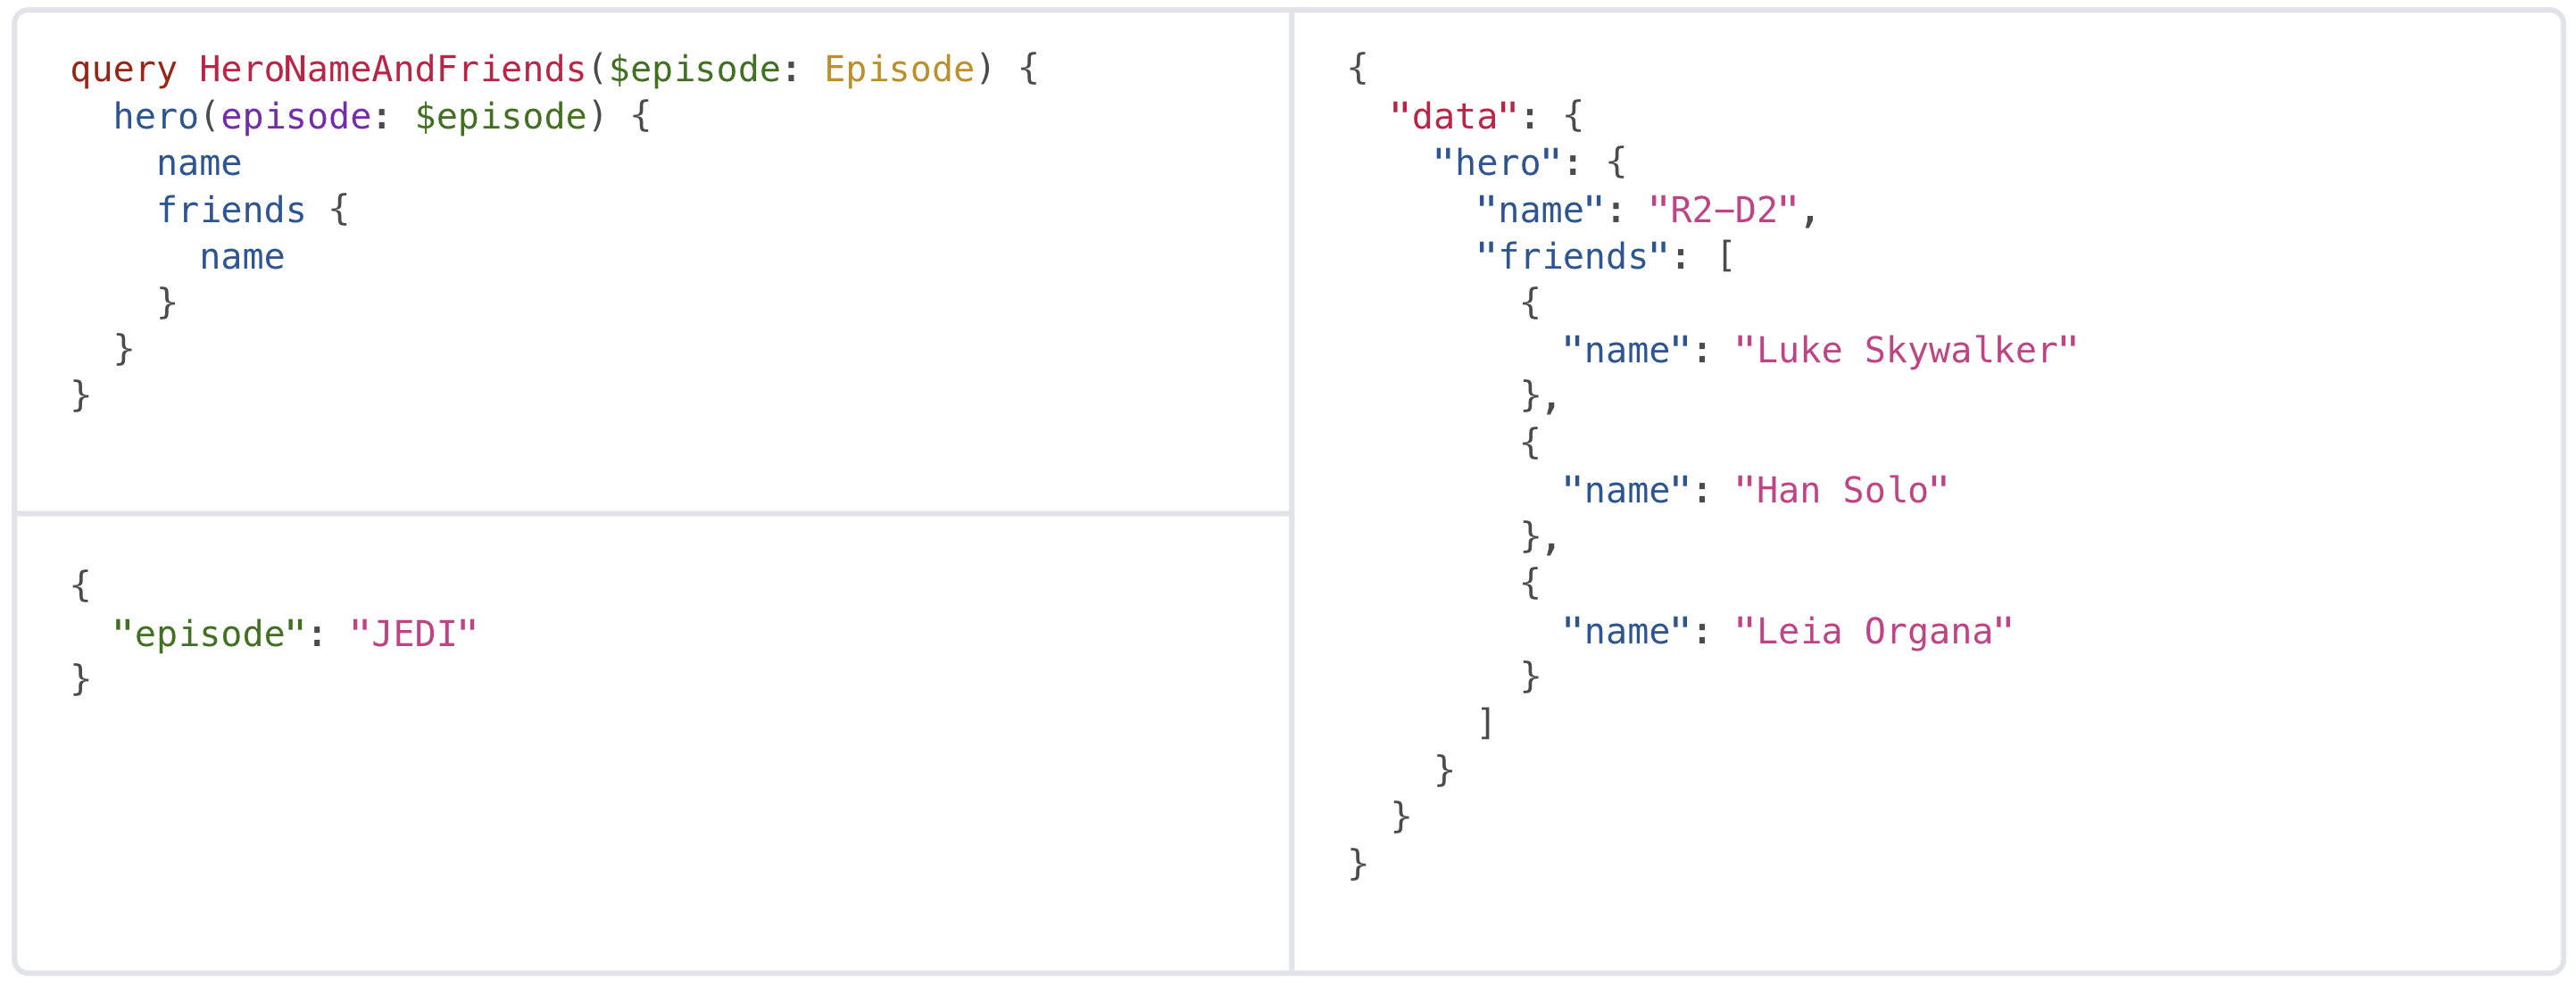 query HeroNameAndFriends($episode: Episode) {
  hero(episode: $episode) {
    name
    friends {
      name
    }
  }
}
{
  "episode": "JEDI"
}
{
  "data": {
    "hero": {
      "name": "R2-D2",
      "friends": [
        {
          "name": "Luke Skywalker"
        },
        {
          "name": "Han Solo"
        },
        {
          "name": "Leia Organa"
        }
      ]
    }
  }
}